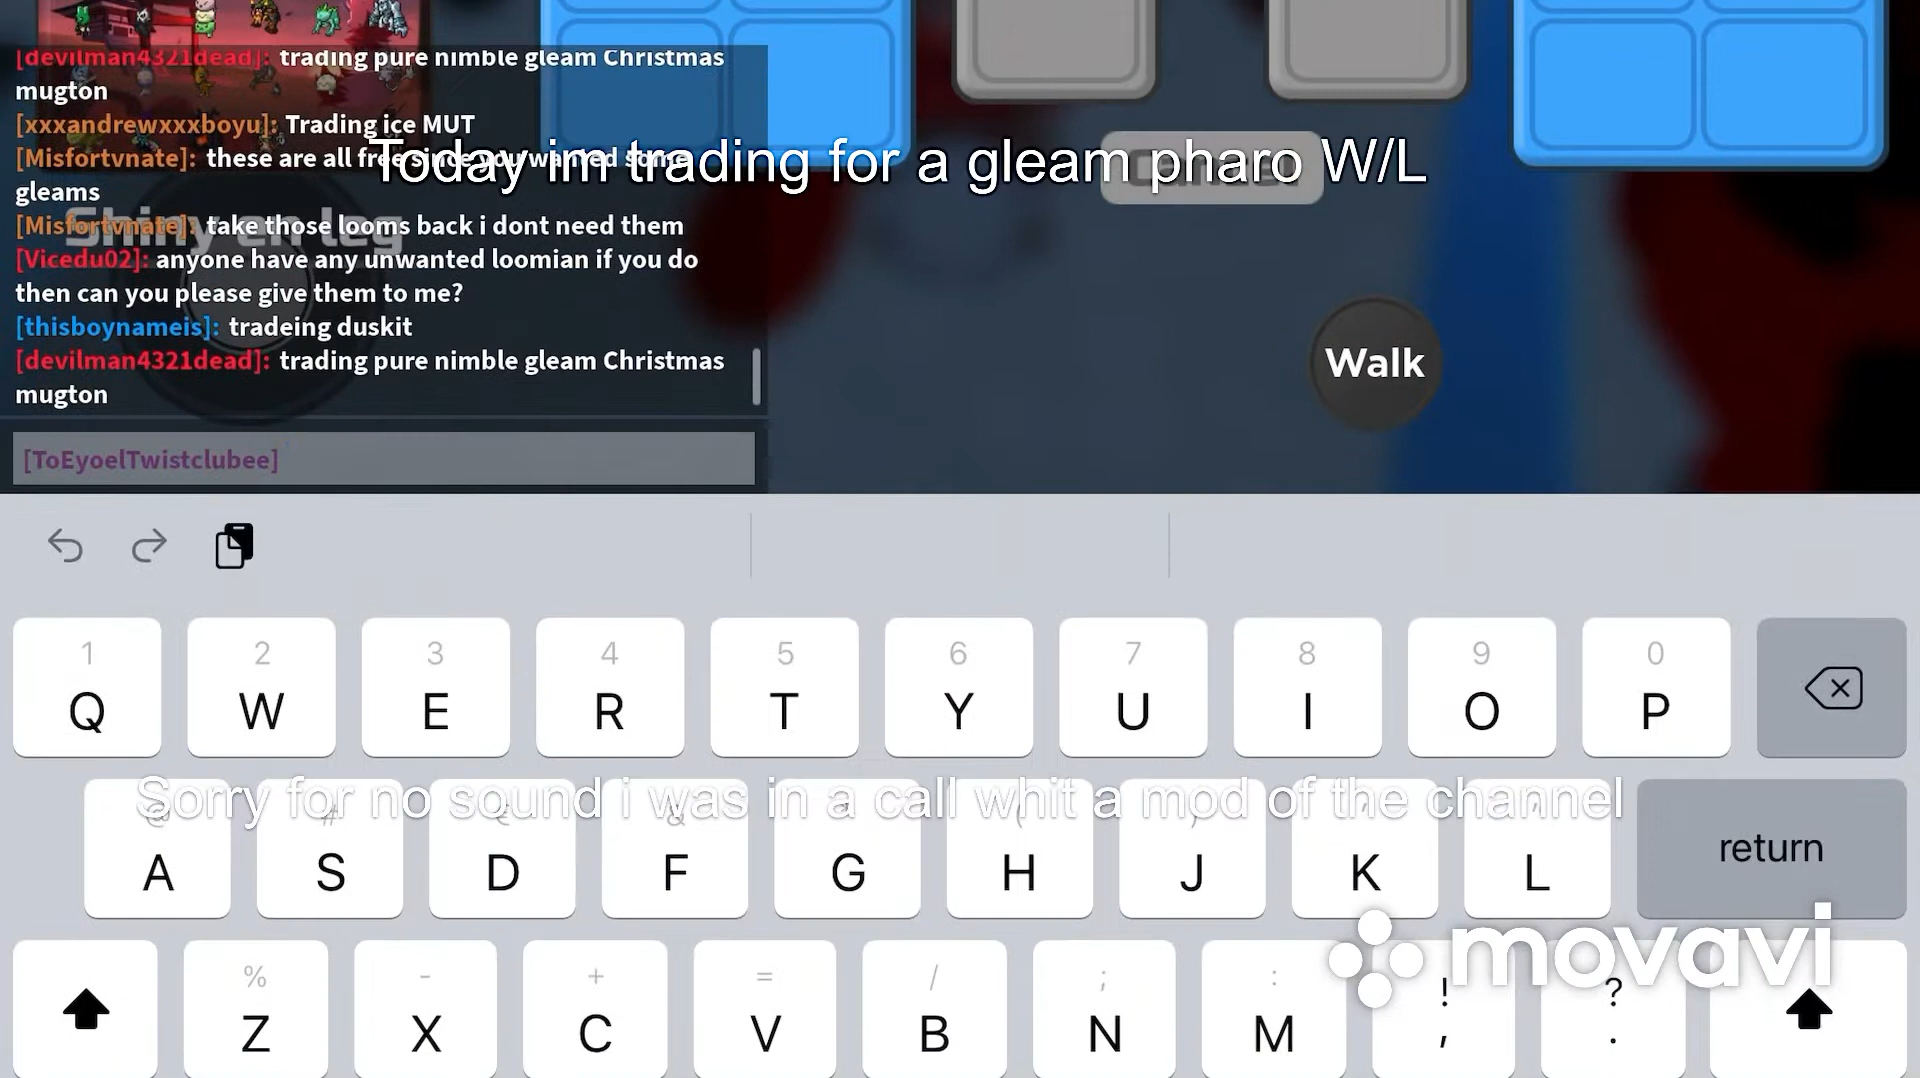 [devilman4321dead]: trading pure nimble gleam Christmas
mugton
[xxxandrewxxxboyu]: Trading ice MUT
[Misfortvnate]: these are all free since you wanted some
gleams
Today im trading for a gleam pharo W/L
[Misfortvnate]: take those looms back i dont need them
Shiny en leg
[Vicedu02]: anyone have any unwanted loomian if you do
then can you please give them to me?
[thisboynameis]: tradeing duskit
[devilman4321dead]: trading pure nimble gleam Christmas
mugton
Walk
[ToEyoelTwistclubee]
1 2 3 4 5 6 7 8 9 0
Q W E R T Y U I O P
Sorry for no sound i was in a call whit a mod of the channel
A S D F G H J K L return
movavi
% - + = / ; : ! ?
Z X C V B N M , .